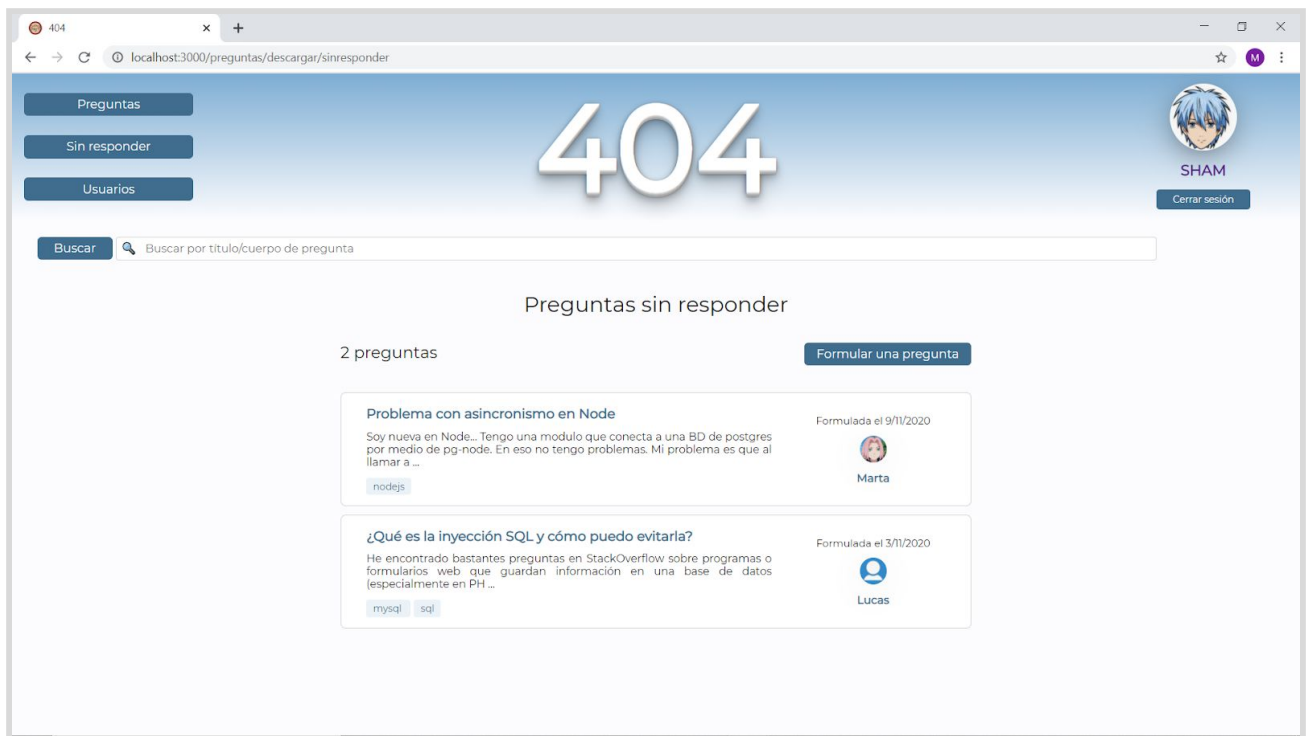 404
localhost:3000/preguntas/descargar/sinresponder
M
Preguntas
Sin responder
Usuarios
404
SHAM
Cerrar sesión
Buscar
Buscar por título/cuerpo de pregunta
Preguntas sin responder
2 preguntas
Formular una pregunta
Problema con asincronismo en Node
Soy nueva en Node... Tengo una modulo que conecta a una BD de postgres
por medio de pg-node. En eso no tengo problemas. Mi problema es que al
llamar a ...
nodejs
Formulada el 9/11/2020
Marta
¿Qué es la inyección SQL y cómo puedo evitarla?
He encontrado bastantes preguntas en StackOverflow sobre programas o
formularios web que guardan información en una base de datos
(especialmente en PH ...
mysql sql
Formulada el 3/11/2020
Lucas